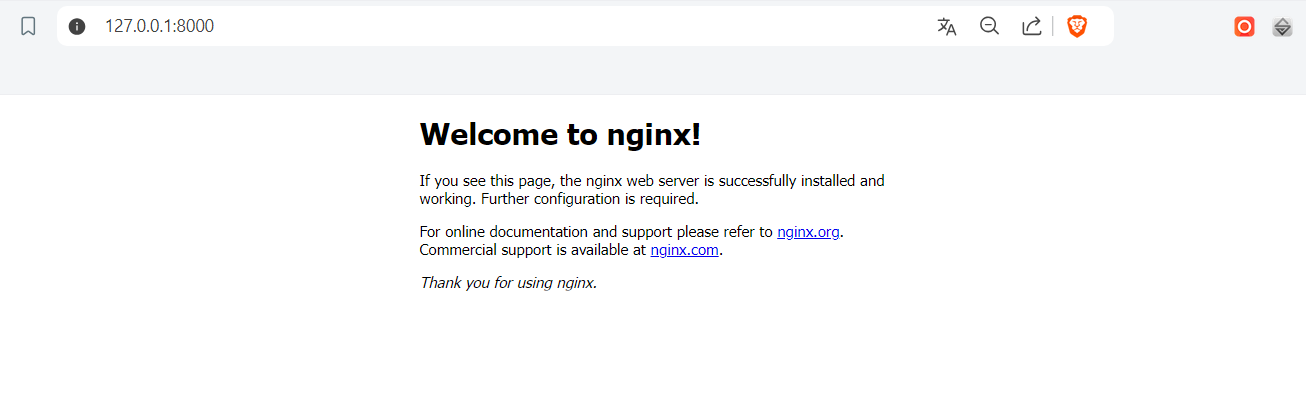 127.0.0.1:8000
Welcome to nginx!
If you see this page, the nginx web server is successfully installed and
working. Further configuration is required.
For online documentation and support please refer to nginx.org.
Commercial support is available at nginx.com.
Thank you for using nginx.